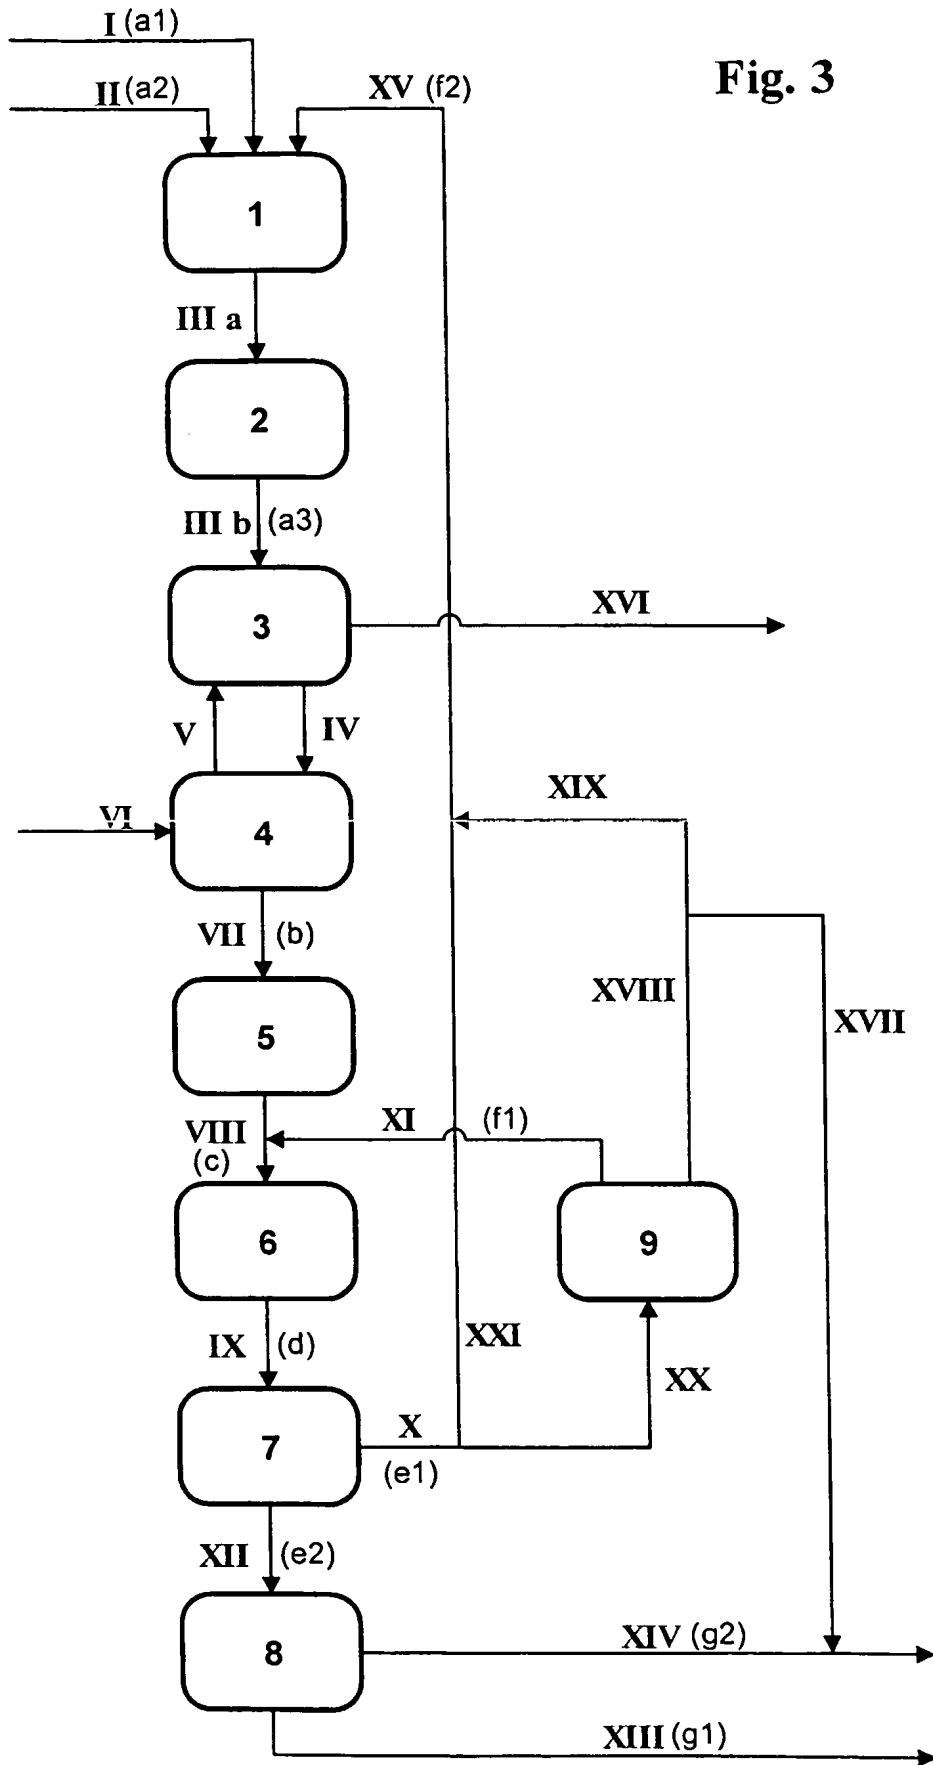 I (a1)
Fig. 3
II (a2)
XV (f2)
1
III a
2
III b (a3)
3
XVI
V
IV
XIX
VI
4
VII (b)
XVIII
XVII
5
XI (f1)
VIII
(c)
6
9
IX (d)
XXI
XX
7
X
(e1)
XII (e2)
8
XIV (g2)
XIII (g1)